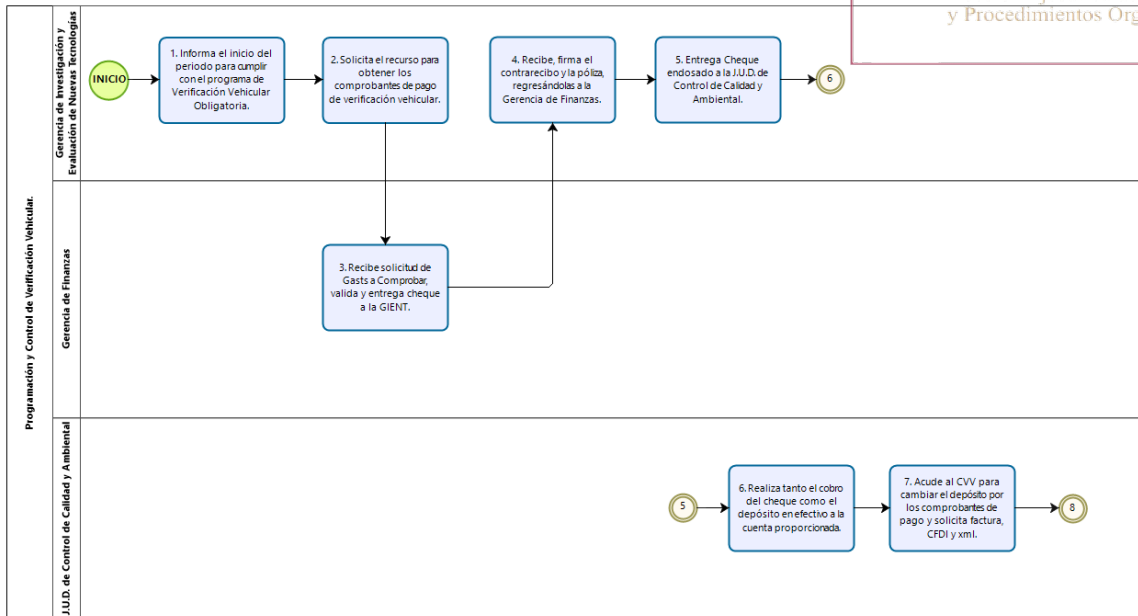 y Procedimientos Org
Programación y Control de Verificación Vehicular.
Gerencia de Investigación y
Evaluación de Nuevas Tecnologías
INICIO
1. Informa el inicio del
periodo para cumplir
con el programa de
Verificación Vehicular
Obligatoria.
2. Solicita el recurso para
obtener los
comprobantes de pago
de verificación vehicular.
4. Recibe, firma el
contrarecibo y la póliza,
regresándolas a la
Gerencia de Finanzas.
5. Entrega Cheque
endosado a la J.U.D. de
Control de Calidad y
Ambiental.
6
Gerencia de Finanzas
3. Recibe solicitud de
Gasts a Comprobar,
valida y entrega cheque
a la GIENT.
J.U.D. de Control de Calidad y Ambiental
5
6. Realiza tanto el cobro
del cheque como el
depósito en efectivo a la
cuenta proporcionada.
7. Acude al CVV para
cambiar el depósito por
los comprobantes de
pago y solicita factura,
CFDI y xml.
8